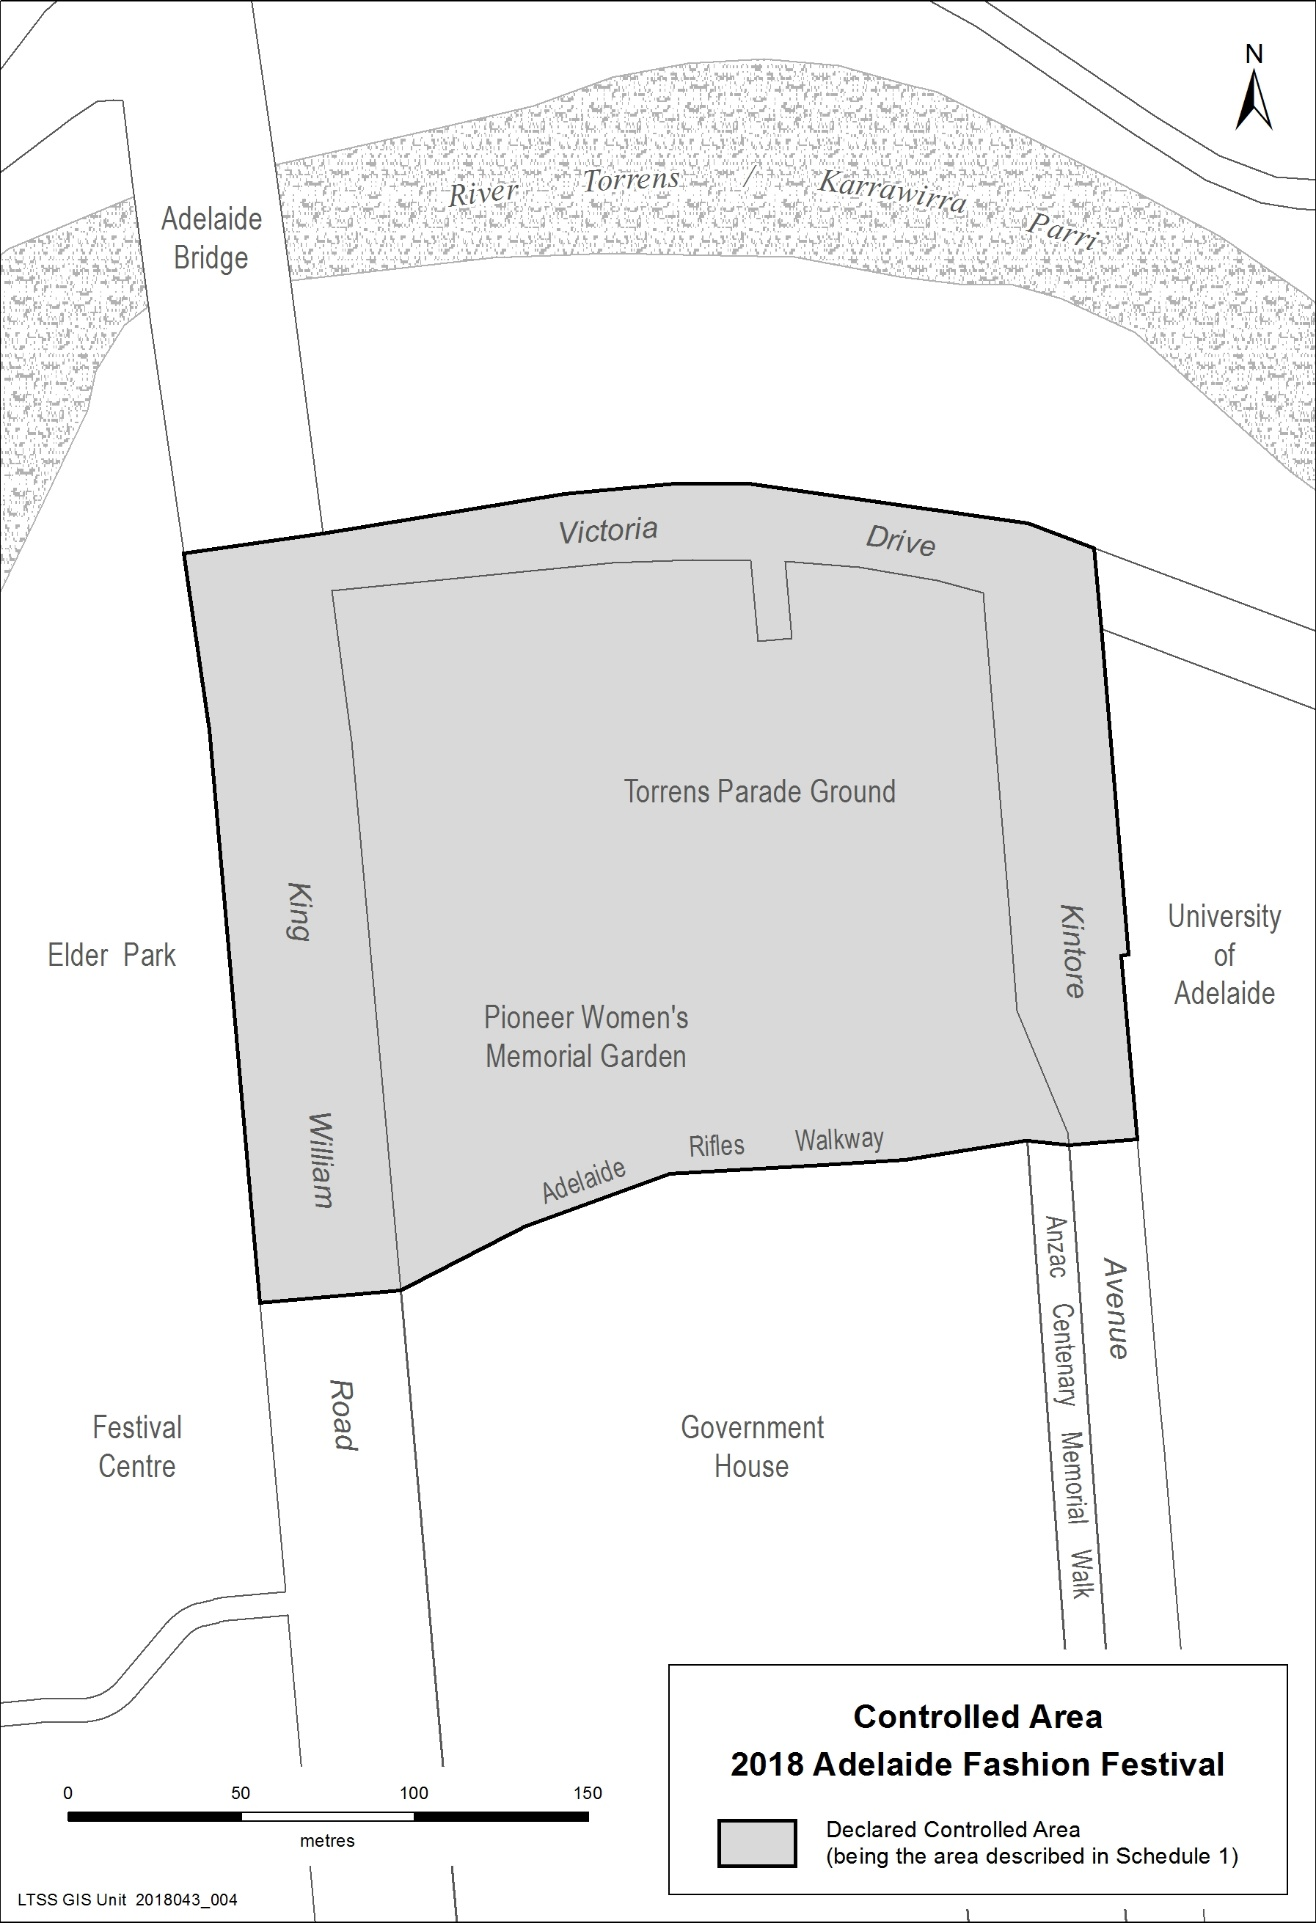 N
River Torrens / Karrawirra Parri
Adelaide
Bridge
Victoria Drive
Torrens Parade Ground
King
William
Road
Kintore
Avenue
Elder Park
University
of
Adelaide
Pioneer Women's
Memorial Garden
Adelaide Rifles Walkway
Anzac Centenary Memorial Walk
Festival
Centre
Government
House
Controlled Area
2018 Adelaide Fashion Festival
Declared Controlled Area
(being the area described in Schedule 1)
0 50 100 150
metres
LTSS GIS Unit 2018043_004